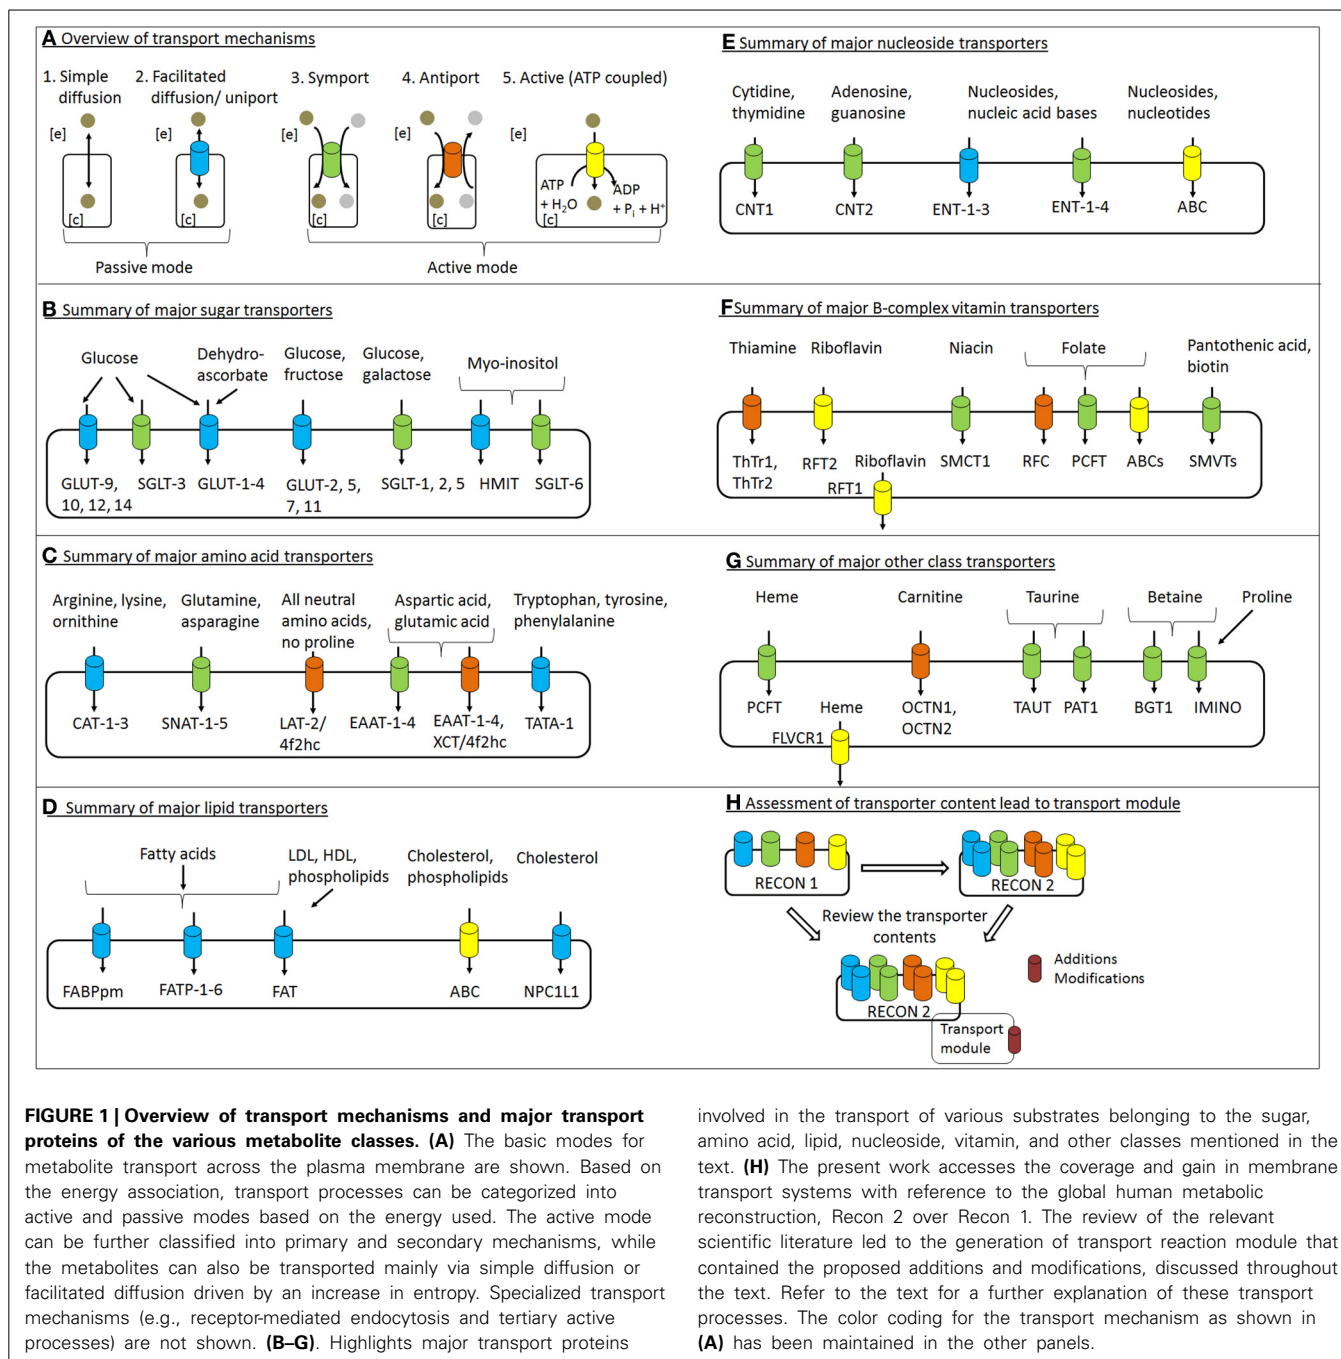 A Overview of transport mechanisms
1. Simple
diffusion
2. Facilitated
diffusion/ uniport
3. Symport
4. Antiport
5. Active (ATP coupled)
[e]
[e]
[e]
[e]
[e]
ATP
+ H₂O
ADP
+ Pᵢ + H⁺
[c]
[c]
[c]
[c]
[c]
Passive mode
Active mode
B Summary of major sugar transporters
Glucose
Dehydro-
ascorbate
Glucose,
fructose
Glucose,
galactose
Myo-inositol
GLUT-9,
10, 12, 14
SGLT-3
GLUT-1-4
GLUT-2, 5,
7, 11
SGLT-1, 2, 5
HMIT
SGLT-6
C Summary of major amino acid transporters
Arginine, lysine,
ornithine
Glutamine,
asparagine
All neutral
amino acids,
no proline
Aspartic acid,
glutamic acid
Tryptophan, tyrosine,
phenylalanine
CAT-1-3
SNAT-1-5
LAT-2/
4f2hc
EAAT-1-4
EAAT-1-4,
XCT/4f2hc
TATA-1
D Summary of major lipid transporters
Fatty acids
LDL, HDL,
phospholipids
Cholesterol,
phospholipids
Cholesterol
FABPpm
FATP-1-6
FAT
ABC
NPC1L1
E Summary of major nucleoside transporters
Cytidine,
thymidine
Adenosine,
guanosine
Nucleosides,
nucleic acid bases
Nucleosides,
nucleotides
CNT1
CNT2
ENT-1-3
ENT-1-4
ABC
F Summary of major B-complex vitamin transporters
Thiamine
Riboflavin
Niacin
Folate
Pantothenic acid,
biotin
ThTr1,
ThTr2
RFT2
Riboflavin
RFT1
SMCT1
RFC
PCFT
ABCs
SMVTs
G Summary of major other class transporters
Heme
Carnitine
Taurine
Betaine
Proline
PCFT
Heme
FLVCR1
OCTN1,
OCTN2
TAUT
PAT1
BGT1
IMINO
H Assessment of transporter content lead to transport module
RECON 1
RECON 2
Review the transporter
contents
RECON 2
Additions
Modifications
Transport
module
FIGURE 1 | Overview of transport mechanisms and major transport
proteins of the various metabolite classes. (A) The basic modes for
metabolite transport across the plasma membrane are shown. Based on
the energy association, transport processes can be categorized into
active and passive modes based on the energy used. The active mode
can be further classified into primary and secondary mechanisms, while
the metabolites can also be transported mainly via simple diffusion or
facilitated diffusion driven by an increase in entropy. Specialized transport
mechanisms (e.g., receptor-mediated endocytosis and tertiary active
processes) are not shown. (B–G). Highlights major transport proteins
involved in the transport of various substrates belonging to the sugar,
amino acid, lipid, nucleoside, vitamin, and other classes mentioned in the
text. (H) The present work accesses the coverage and gain in membrane
transport systems with reference to the global human metabolic
reconstruction, Recon 2 over Recon 1. The review of the relevant
scientific literature led to the generation of transport reaction module that
contained the proposed additions and modifications, discussed throughout
the text. Refer to the text for a further explanation of these transport
processes. The color coding for the transport mechanism as shown in
(A) has been maintained in the other panels.